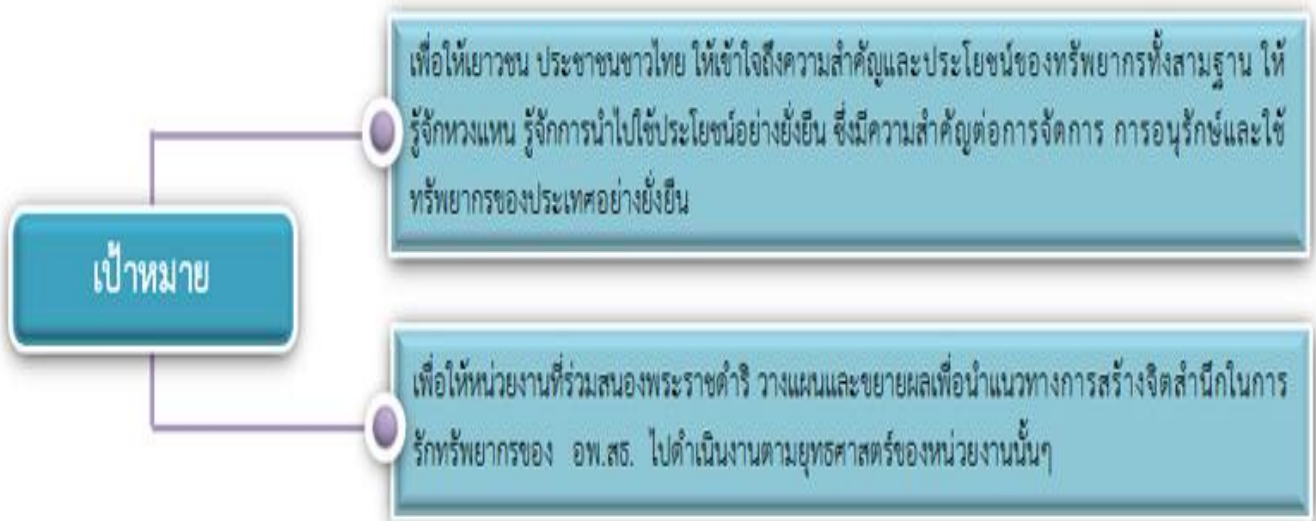 เพื่อให้เยาวชน ประชาชนชาวไทย ให้เข้าใจถึงความสำคัญและประโยชน์ของทรัพยากรทั้งสามฐาน ให้
รู้จักหวงแหน รู้จักการนำไปใช้ประโยชน์อย่างยั่งยืน ซึ่งมีความสำคัญต่อการจัดการ การอนุรักษ์และใช้
ทรัพยากรของประเทศอย่างยั่งยืน
เป้าหมาย
เพื่อให้หน่วยงานที่ร่วมสนองพระราชดำริ วางแผนและขยายผลเพื่อนำแนวทางการสร้างจิตสำนึกในการ
รักทรัพยากรของ อพ.สธ. ไปดำเนินงานตามยุทธศาสตร์ของหน่วยงานนั้นๆ